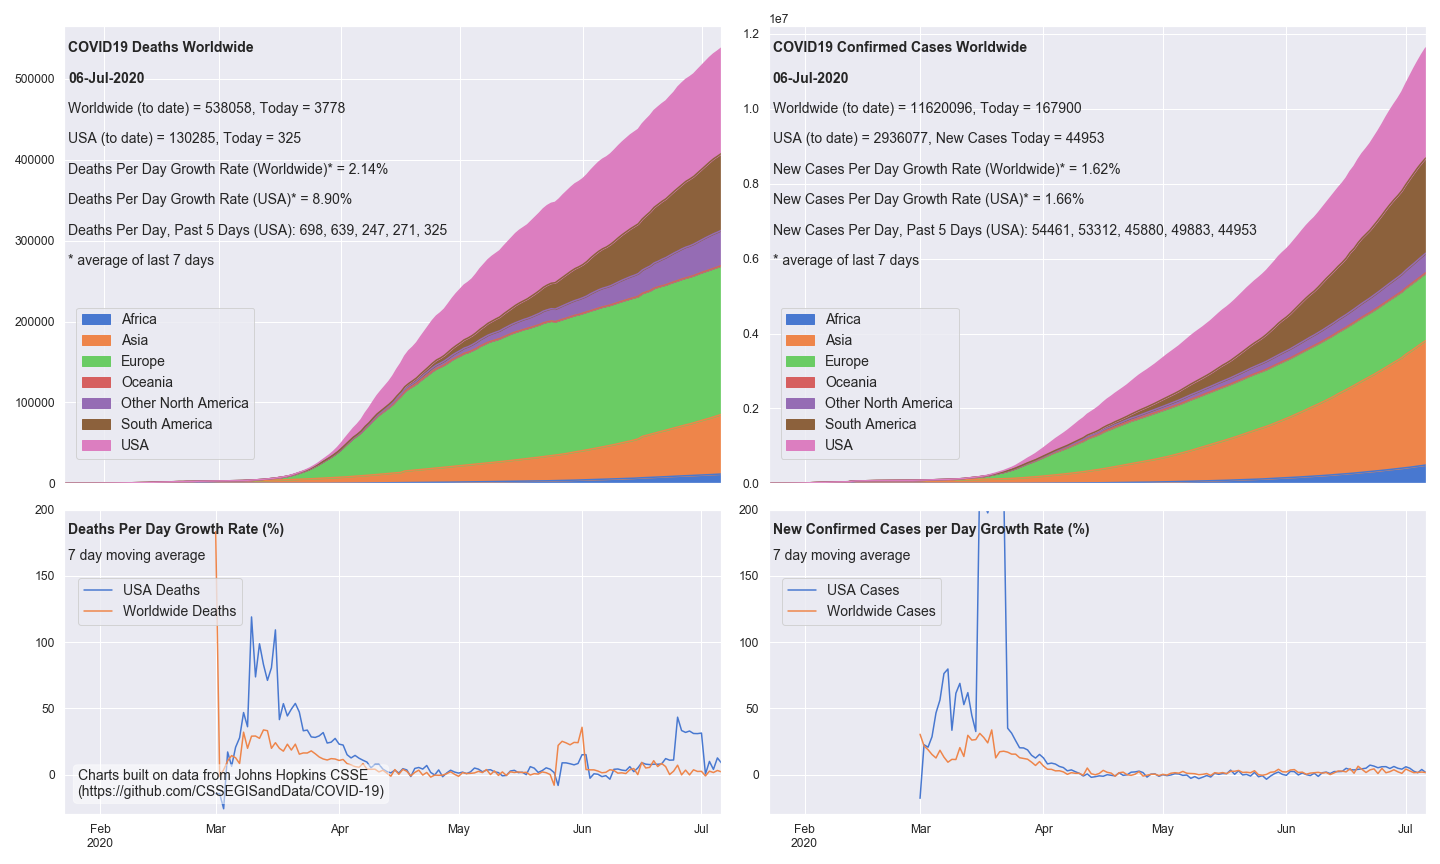 COVID19 Deaths Worldwide
06-Jul-2020
Worldwide (to date) = 538058, Today = 3778
USA (to date) = 130285, Today = 325
Deaths Per Day Growth Rate (Worldwide)* = 2.14%
Deaths Per Day Growth Rate (USA)* = 8.90%
Deaths Per Day, Past 5 Days (USA): 698, 639, 247, 271, 325
* average of last 7 days
500000
400000
300000
200000
100000
0
Africa
Asia
Europe
Oceania
Other North America
South America
USA
1e7
COVID19 Confirmed Cases Worldwide
06-Jul-2020
Worldwide (to date) = 11620096, Today = 167900
USA (to date) = 2936077, New Cases Today = 44953
New Cases Per Day Growth Rate (Worldwide)* = 1.62%
New Cases Per Day Growth Rate (USA)* = 1.66%
New Cases Per Day, Past 5 Days (USA): 54461, 53312, 45880, 49883, 44953
* average of last 7 days
1.2
1.0
0.8
0.6
0.4
0.2
0.0
Africa
Asia
Europe
Oceania
Other North America
South America
USA
Deaths Per Day Growth Rate (%)
7 day moving average
USA Deaths
Worldwide Deaths
200
150
100
50
0
Charts built on data from Johns Hopkins CSSE
(https://github.com/CSSEGISandData/COVID-19)
Feb Mar Apr May Jun Jul
2020
New Confirmed Cases per Day Growth Rate (%)
7 day moving average
USA Cases
Worldwide Cases
200
150
100
50
0
Feb Mar Apr May Jun Jul
2020